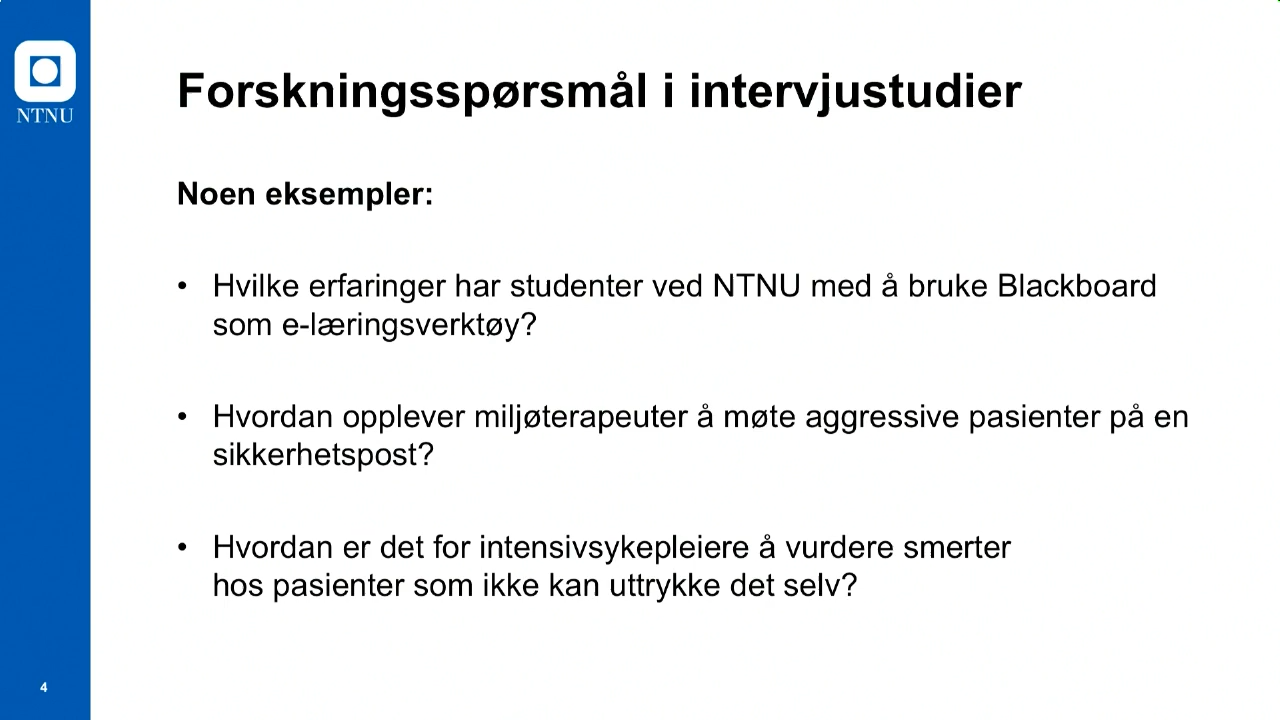 NTNU
Forskningsspørsmål i intervjustudier
Noen eksempler:
• Hvilke erfaringer har studenter ved NTNU med å bruke Blackboard
som e-læringsverktøy?
• Hvordan opplever miljøterapeuter å møte aggressive pasienter på en
sikkerhetspost?
• Hvordan er det for intensivsykepleiere å vurdere smerter
hos pasienter som ikke kan uttrykke det selv?
4